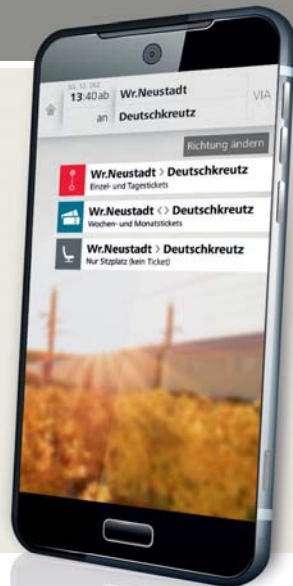 13:40ab Wr.Neustadt VIA
an Deutschkreutz
Richtung ändern
Wr.Neustadt > Deutschkreutz
Einzel- und Tagestickets
Wr.Neustadt <> Deutschkreutz
Wochen- und Monatstickets
Wr.Neustadt > Deutschkreutz
Nur Sitzplatz (kein Ticket)